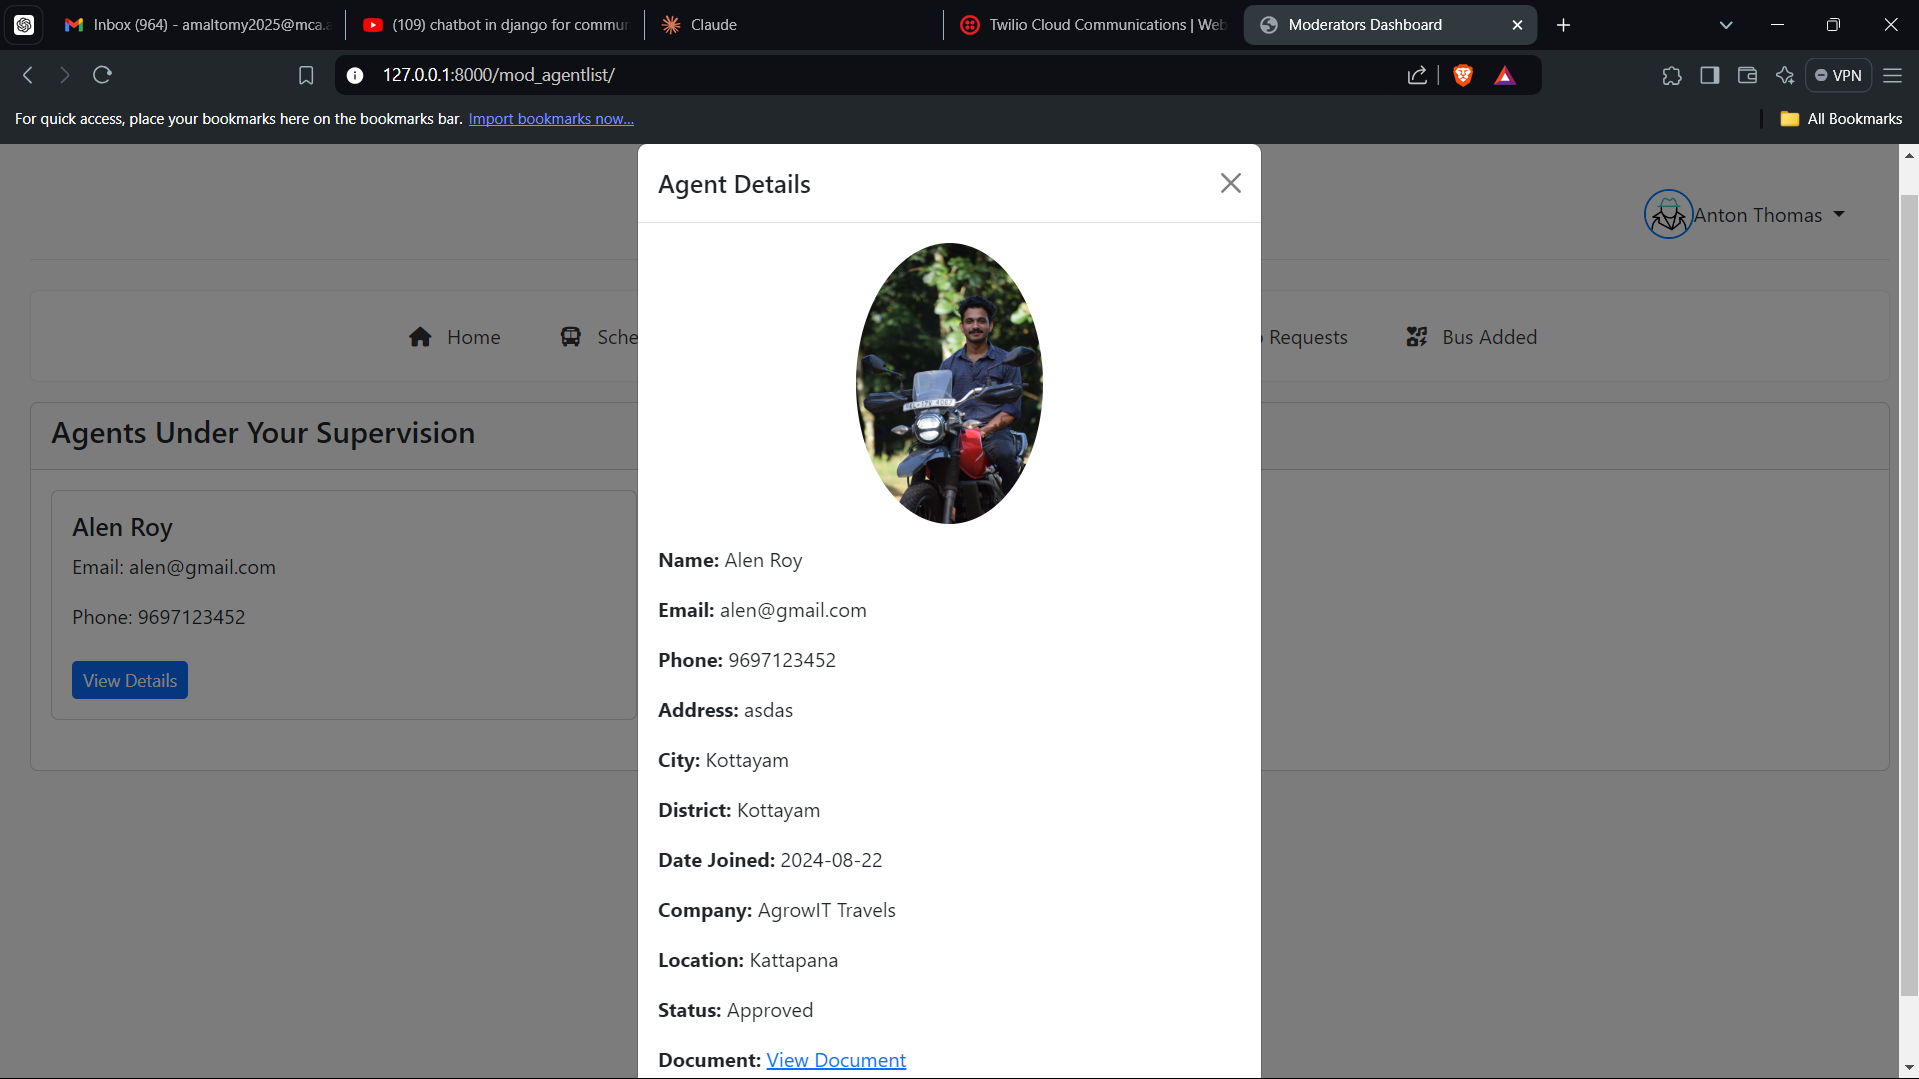 Inbox (964) - amaltomy2025@mca.a
(109) chatbot in django for commun
Claude
Twilio Cloud Communications | Web
Moderators Dashboard
127.0.0.1:8000/mod_agentlist/
VPN
For quick access, place your bookmarks here on the bookmarks bar. Import bookmarks now...
All Bookmarks
Agent Details
Anton Thomas
Home
Sche
Requests
Bus Added
Agents Under Your Supervision
Alen Roy
Email: alen@gmail.com
Phone: 9697123452
View Details
Name: Alen Roy
Email: alen@gmail.com
Phone: 9697123452
Address: asdas
City: Kottayam
District: Kottayam
Date Joined: 2024-08-22
Company: AgrowIT Travels
Location: Kattapana
Status: Approved
Document: View Document